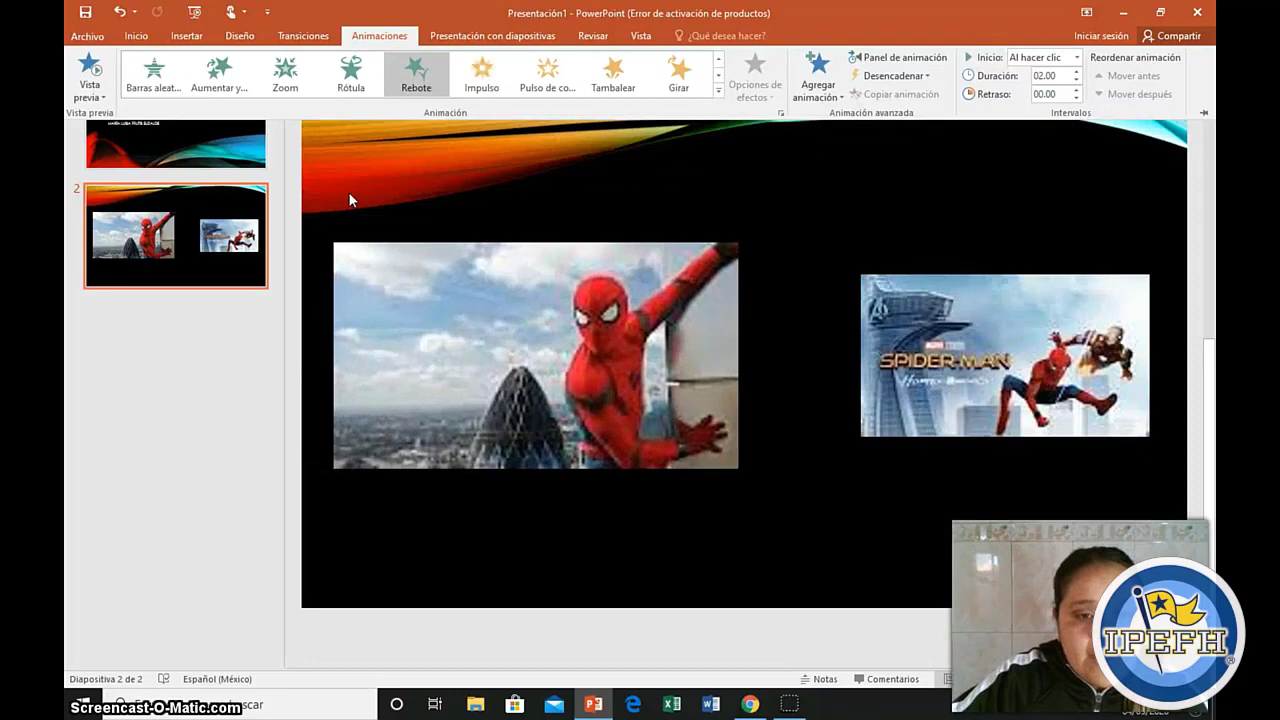 Presentación1 - PowerPoint (Error de activación de productos)
Archivo Inicio Insertar Diseño Transiciones Animaciones Presentación con diapositivas Revisar Vista ¿Qué desea hacer? Iniciar sesión Compartir
Vista previa
Barras aleat... Aumentar y... Zoom Rótula Rebote Impulso Pulso de co... Tambalear Girar
Opciones de efectos
Agregar animación
Panel de animación
Desencadenar
Copiar animación
Inicio: Al hacer clic
Duración: 02.00
Retraso: 00.00
Reordenar animación
Mover antes
Mover después
Vista previa Animación Animación avanzada Intervalos
2
MARVEL STUDIOS
SPIDER-MAN
IPEFH
Diapositiva 2 de 2 Español (México) Notas Comentarios
Screencast-O-Matic.com